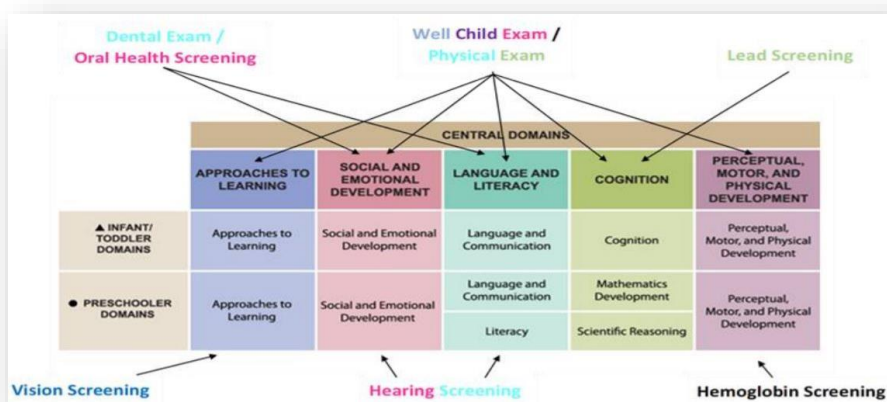 Dental Exam /
Oral Health Screening
Well Child Exam /
Physical Exam
Lead Screening
CENTRAL DOMAINS
APPROACHES TO
LEARNING
SOCIAL AND
EMOTIONAL
DEVELOPMENT
LANGUAGE AND
LITERACY
COGNITION
PERCEPTUAL,
MOTOR, AND
PHYSICAL
DEVELOPMENT
▲ INFANT/
TODDLER
DOMAINS
Approaches to
Learning
Social and Emotional
Development
Language and
Communication
Cognition
Perceptual,
Motor, and Physical
Development
● PRESCHOOLER
DOMAINS
Approaches to
Learning
Social and Emotional
Development
Language and
Communication
Literacy
Mathematics
Development
Scientific Reasoning
Perceptual,
Motor, and Physical
Development
Vision Screening
Hearing Screening
Hemoglobin Screening